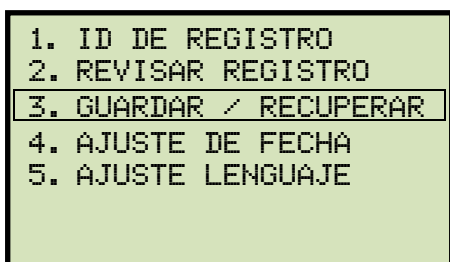 1. ID DE REGISTRO
2. REVISAR REGISTRO
3. GUARDAR / RECUPERAR
4. AJUSTE DE FECHA
5. AJUSTE LENGUAJE